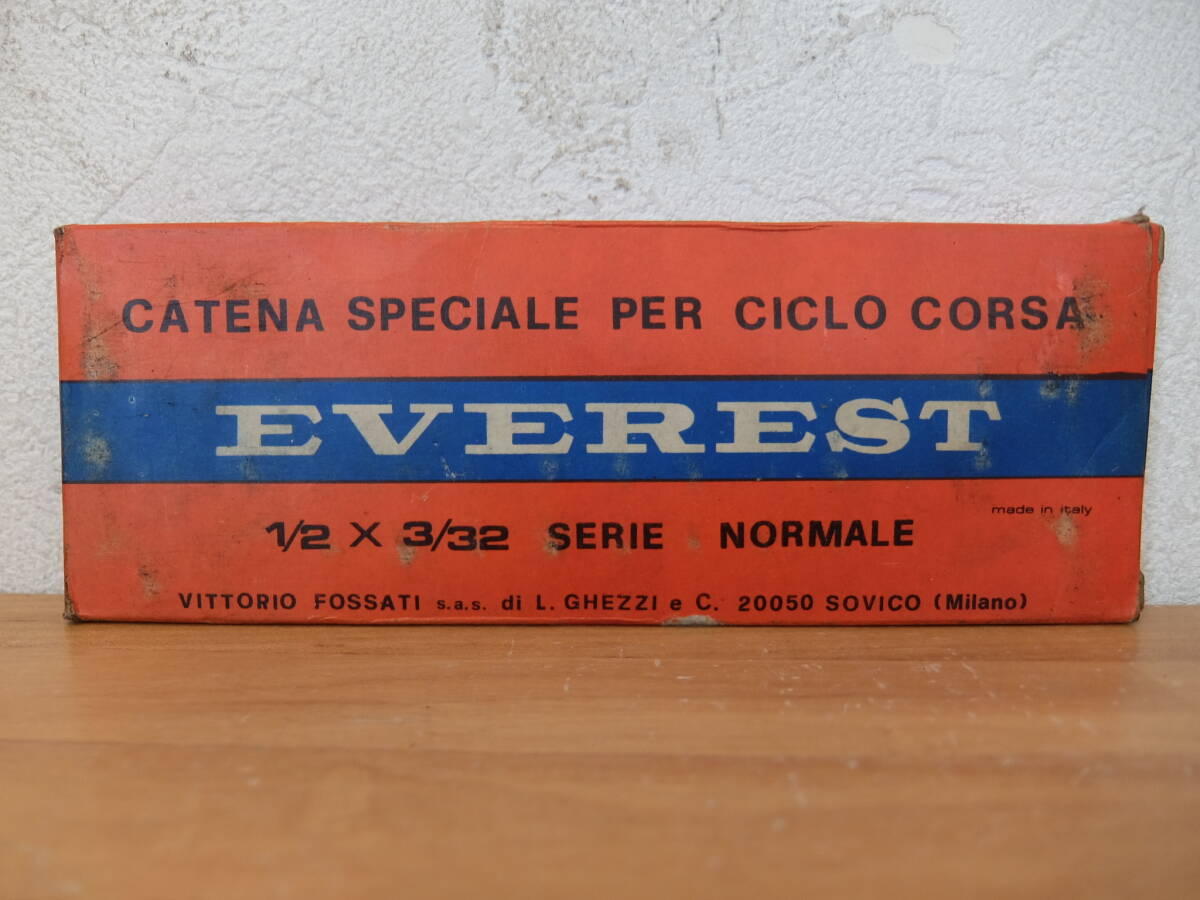 CATENA SPECIALE PER CICLO CORSA
EVEREST
made in italy
1/2 X 3/32 SERIE NORMALE
VITTORIO FOSSATI s.a.s. di L. GHEZZI e C. 20050 SOVICO (Milano)